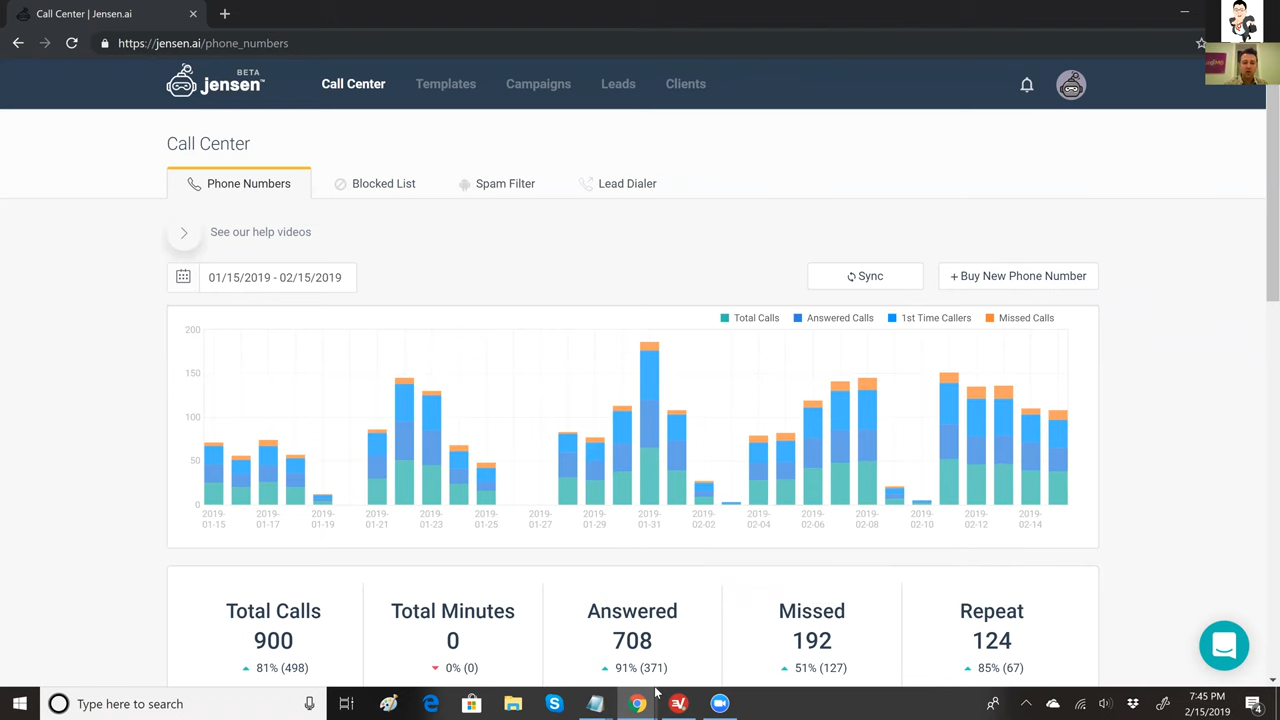 Call Center | Jensen.ai
https://jensen.ai/phone_numbers
BETA
jensen™
Call Center
Templates
Campaigns
Leads
Clients
Call Center
Phone Numbers
Blocked List
Spam Filter
Lead Dialer
See our help videos
01/15/2019 - 02/15/2019
Sync
+ Buy New Phone Number
Total Calls
Answered Calls
1st Time Callers
Missed Calls
200
150
100
50
0
2019-01-15
2019-01-17
2019-01-19
2019-01-21
2019-01-23
2019-01-25
2019-01-27
2019-01-29
2019-01-31
2019-02-02
2019-02-04
2019-02-06
2019-02-08
2019-02-10
2019-02-12
2019-02-14
Total Calls
900
81% (498)
Total Minutes
0
0% (0)
Answered
708
91% (371)
Missed
192
51% (127)
Repeat
124
85% (67)
Type here to search
7:45 PM
2/15/2019
4